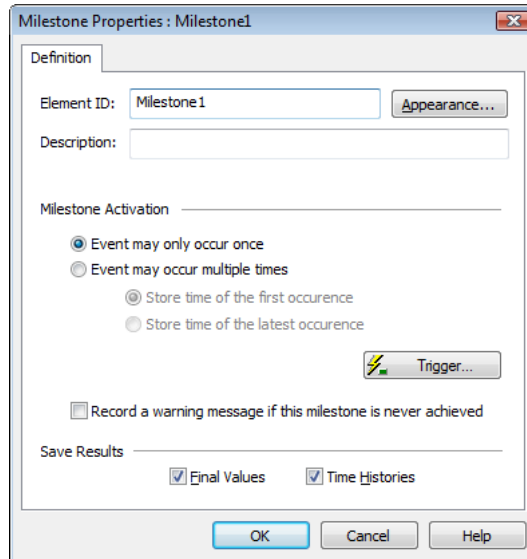 Milestone Properties : Milestone1
Definition
Element ID: Milestone1 Appearance...
Description:
Milestone Activation
Event may only occur once
Event may occur multiple times
Store time of the first occurence
Store time of the latest occurence
Trigger...
Record a warning message if this milestone is never achieved
Save Results
Final Values Time Histories
OK Cancel Help